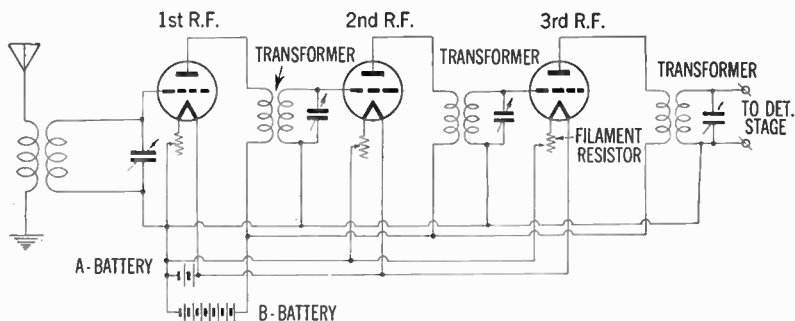 1st R.F.
2nd R.F.
3rd R.F.
TRANSFORMER
TRANSFORMER
TRANSFORMER
TO DET.
STAGE
FILAMENT
RESISTOR
A-BATTERY
B-BATTERY